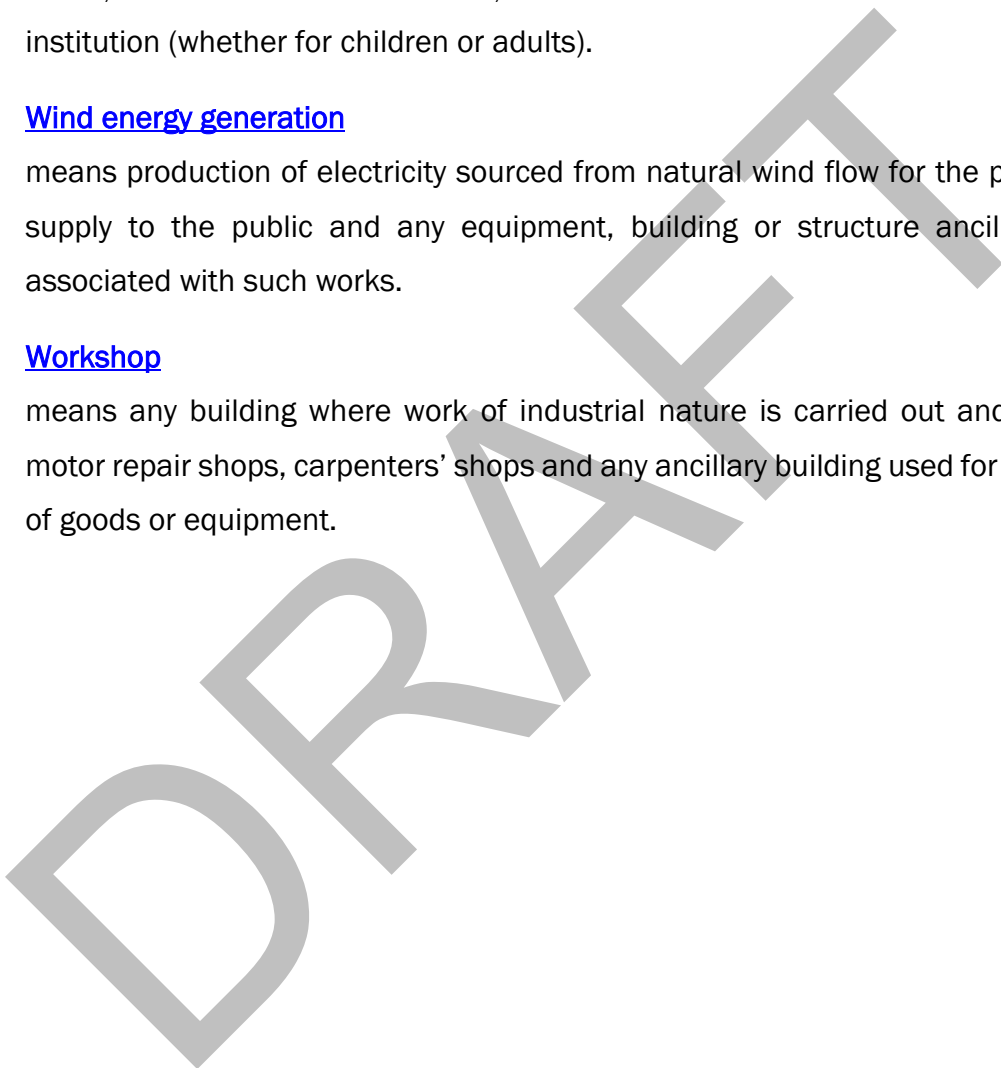 institution (whether for children or adults).
Wind energy generation
means production of electricity sourced from natural wind flow for the
supply to the public and any equipment, building or structure
associated with such works.
Workshop
means any building where work of industrial nature is carried out
motor repair shops, carpenters’ shops and any ancillary building used for
of goods or equipment.
DRAFT